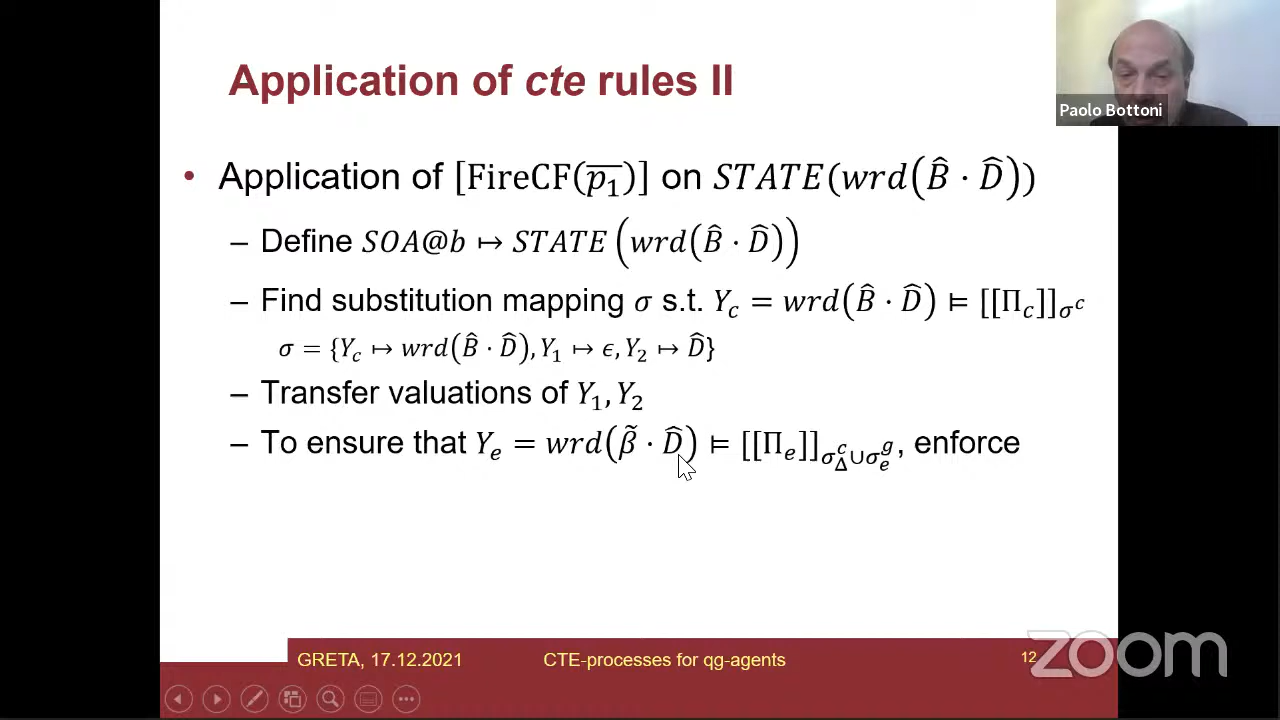 Application of cte rules II
Paolo Bottoni
• Application of [FireCF(p̅₁)] on STATE(wrd(B̂ · D̂))
– Define SOA@b ↦ STATE(wrd(B̂ · D̂))
– Find substitution mapping σ s.t. Y_c = wrd(B̂ · D̂) ⊨ [[Π_c]]_σ^c
σ = {Y_c ↦ wrd(B̂ · D̂), Y₁ ↦ ϵ, Y₂ ↦ D̂}
– Transfer valuations of Y₁, Y₂
– To ensure that Y_e = wrd(β̃ · D̂) ⊨ [[Π_e]]_{σ_Δ^c ∪ σ_e^g}, enforce
GRETA, 17.12.2021 CTE-processes for qg-agents 12
zoom